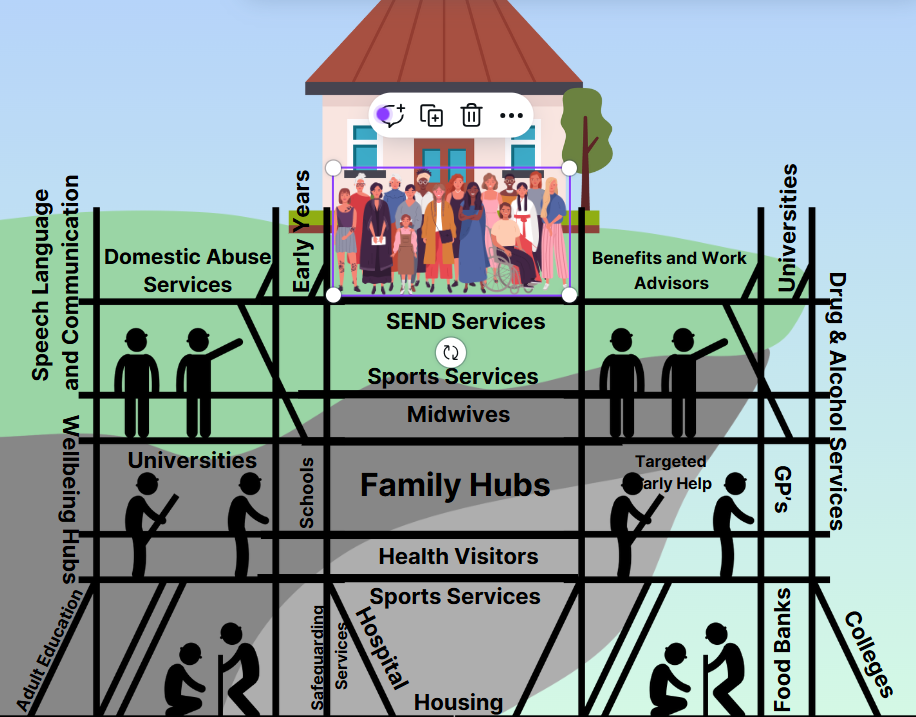 Speech Language
and Communication
Domestic Abuse
Services
Early Years
Benefits and Work
Advisors
Universities
Drug & Alcohol Services
SEND Services
Sports Services
Midwives
Wellbeing Hubs
Universities
Schools
Family Hubs
Targeted
arly Help
GP's
Health Visitors
Sports Services
Adult Education
Safeguarding
Services
Hospital
Housing
Food Banks
Colleges